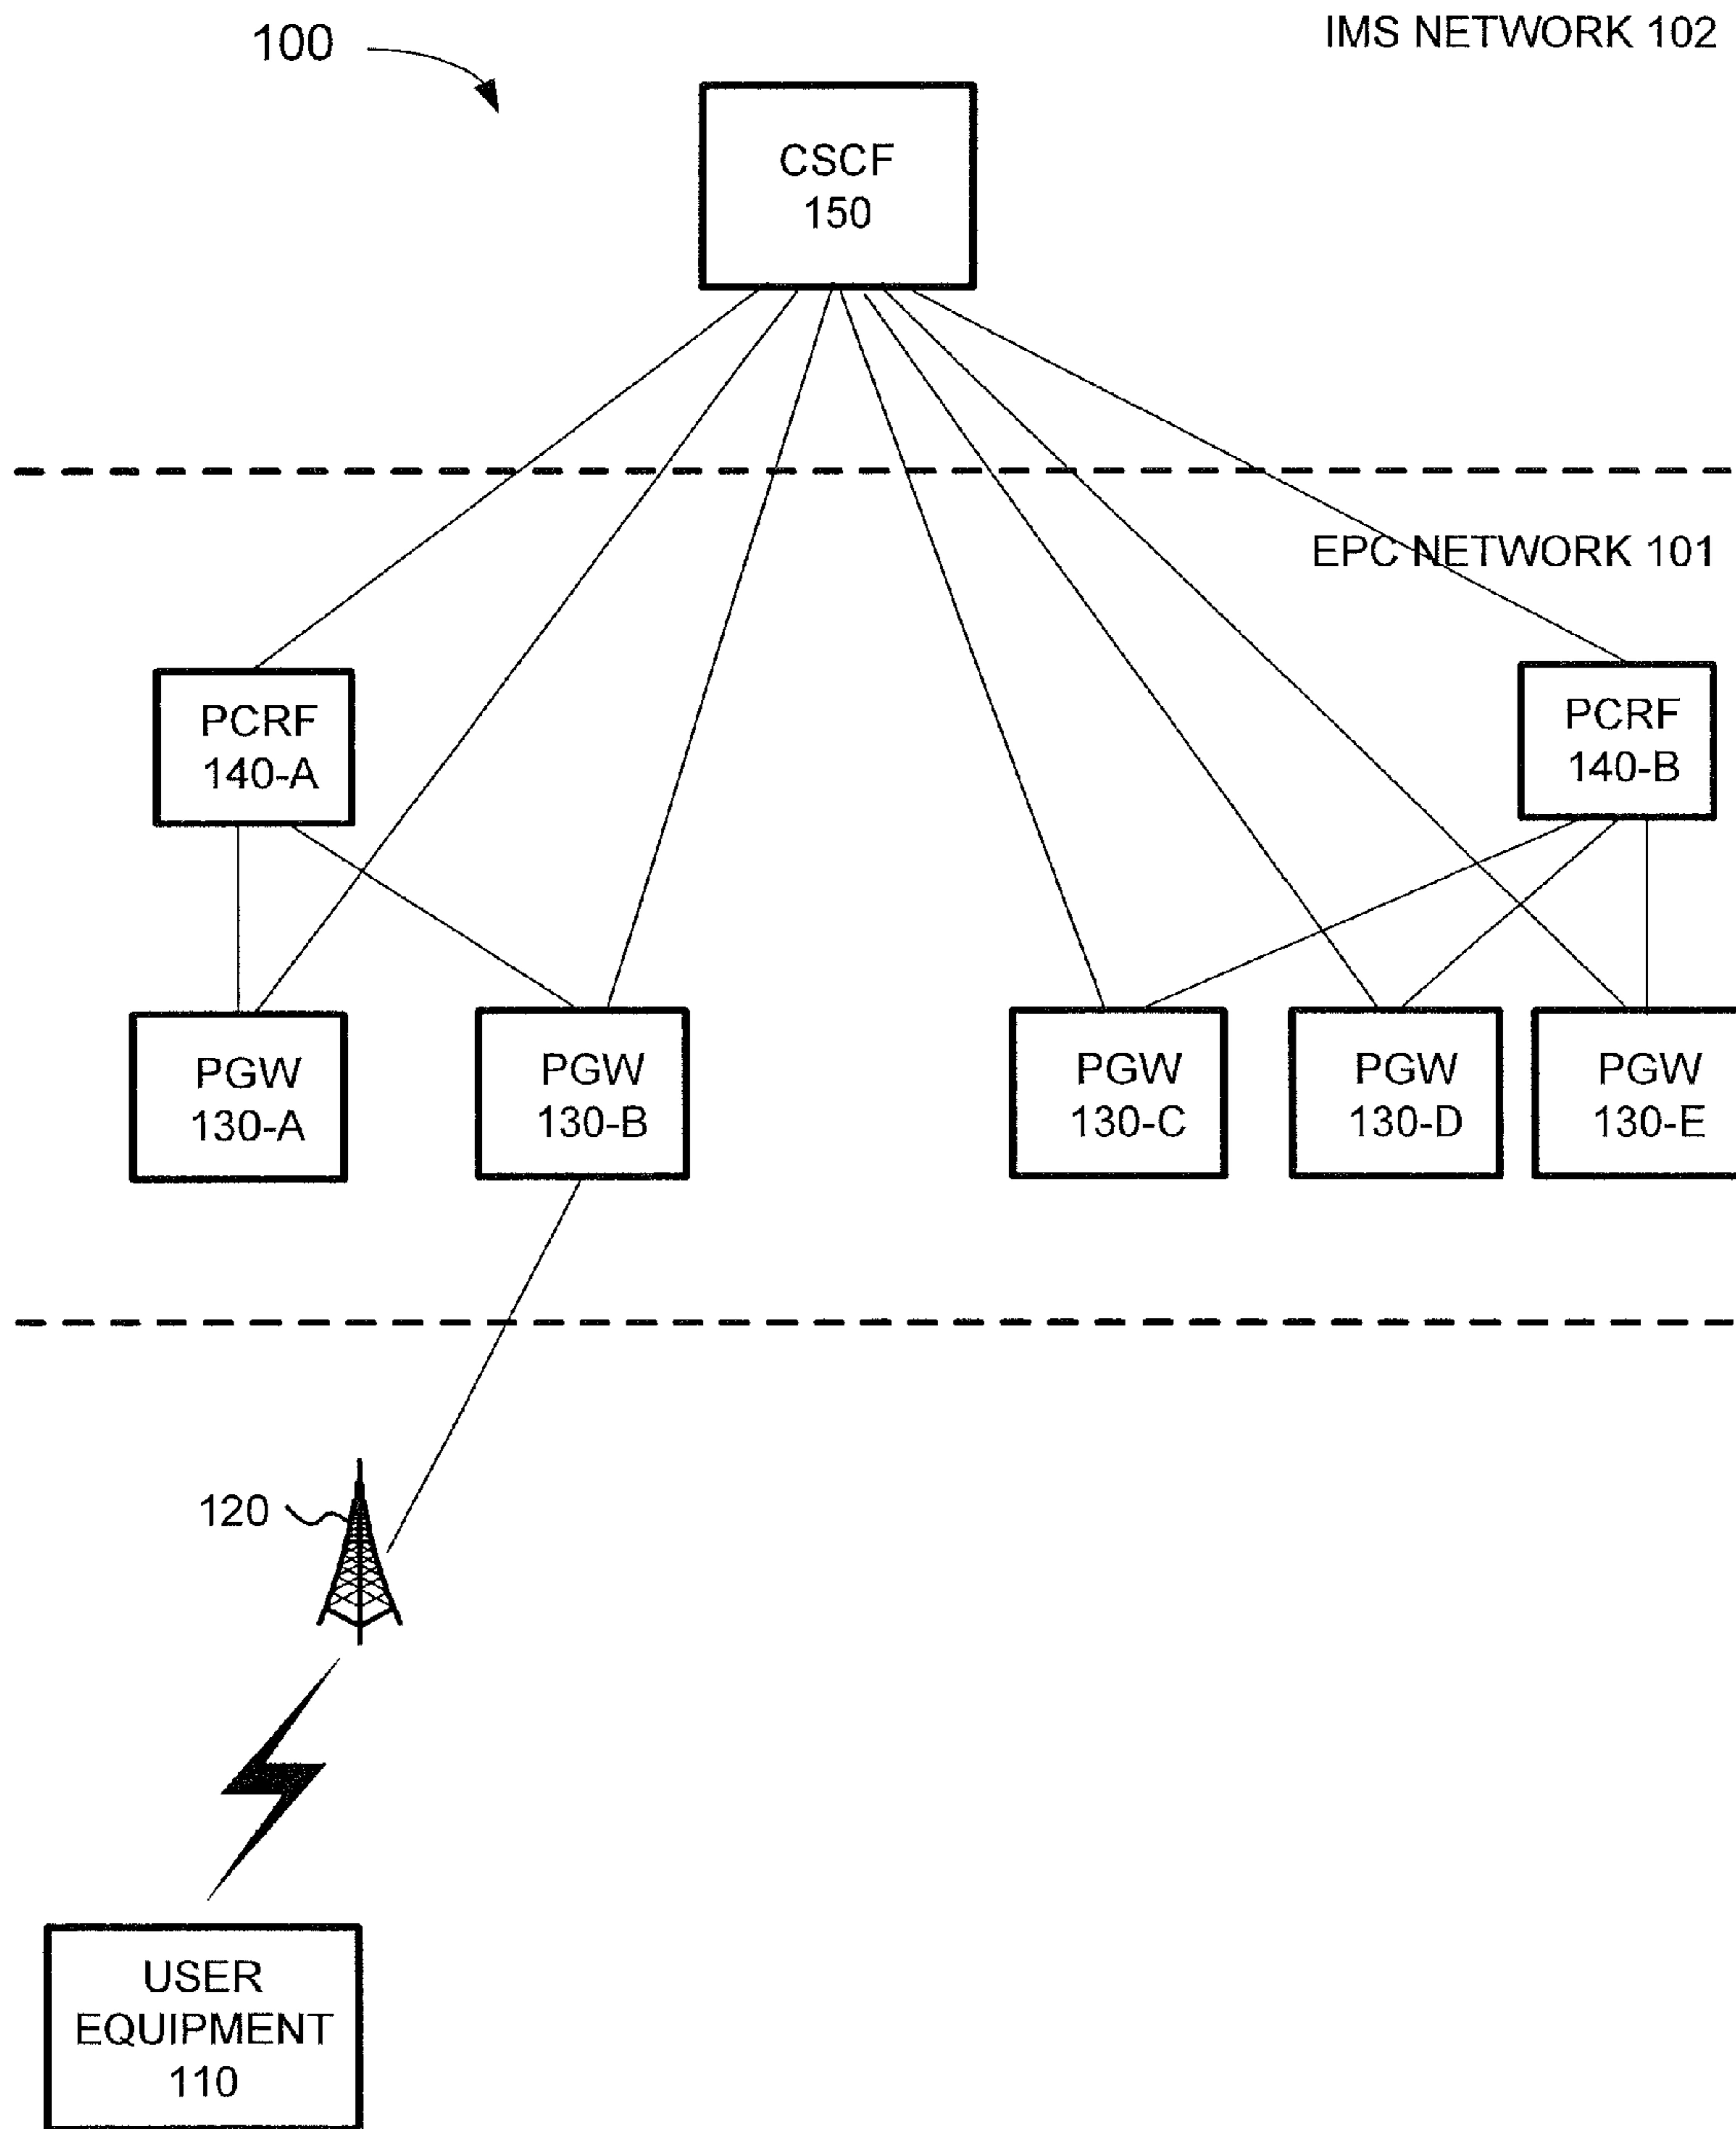 100
IMS NETWORK 102
CSCF
150
EPC NETWORK 101
PCRF
140-A
PCRF
140-B
PGW
130-A
PGW
130-B
PGW
130-C
PGW
130-D
PGW
130-E
120
USER
EQUIPMENT
110